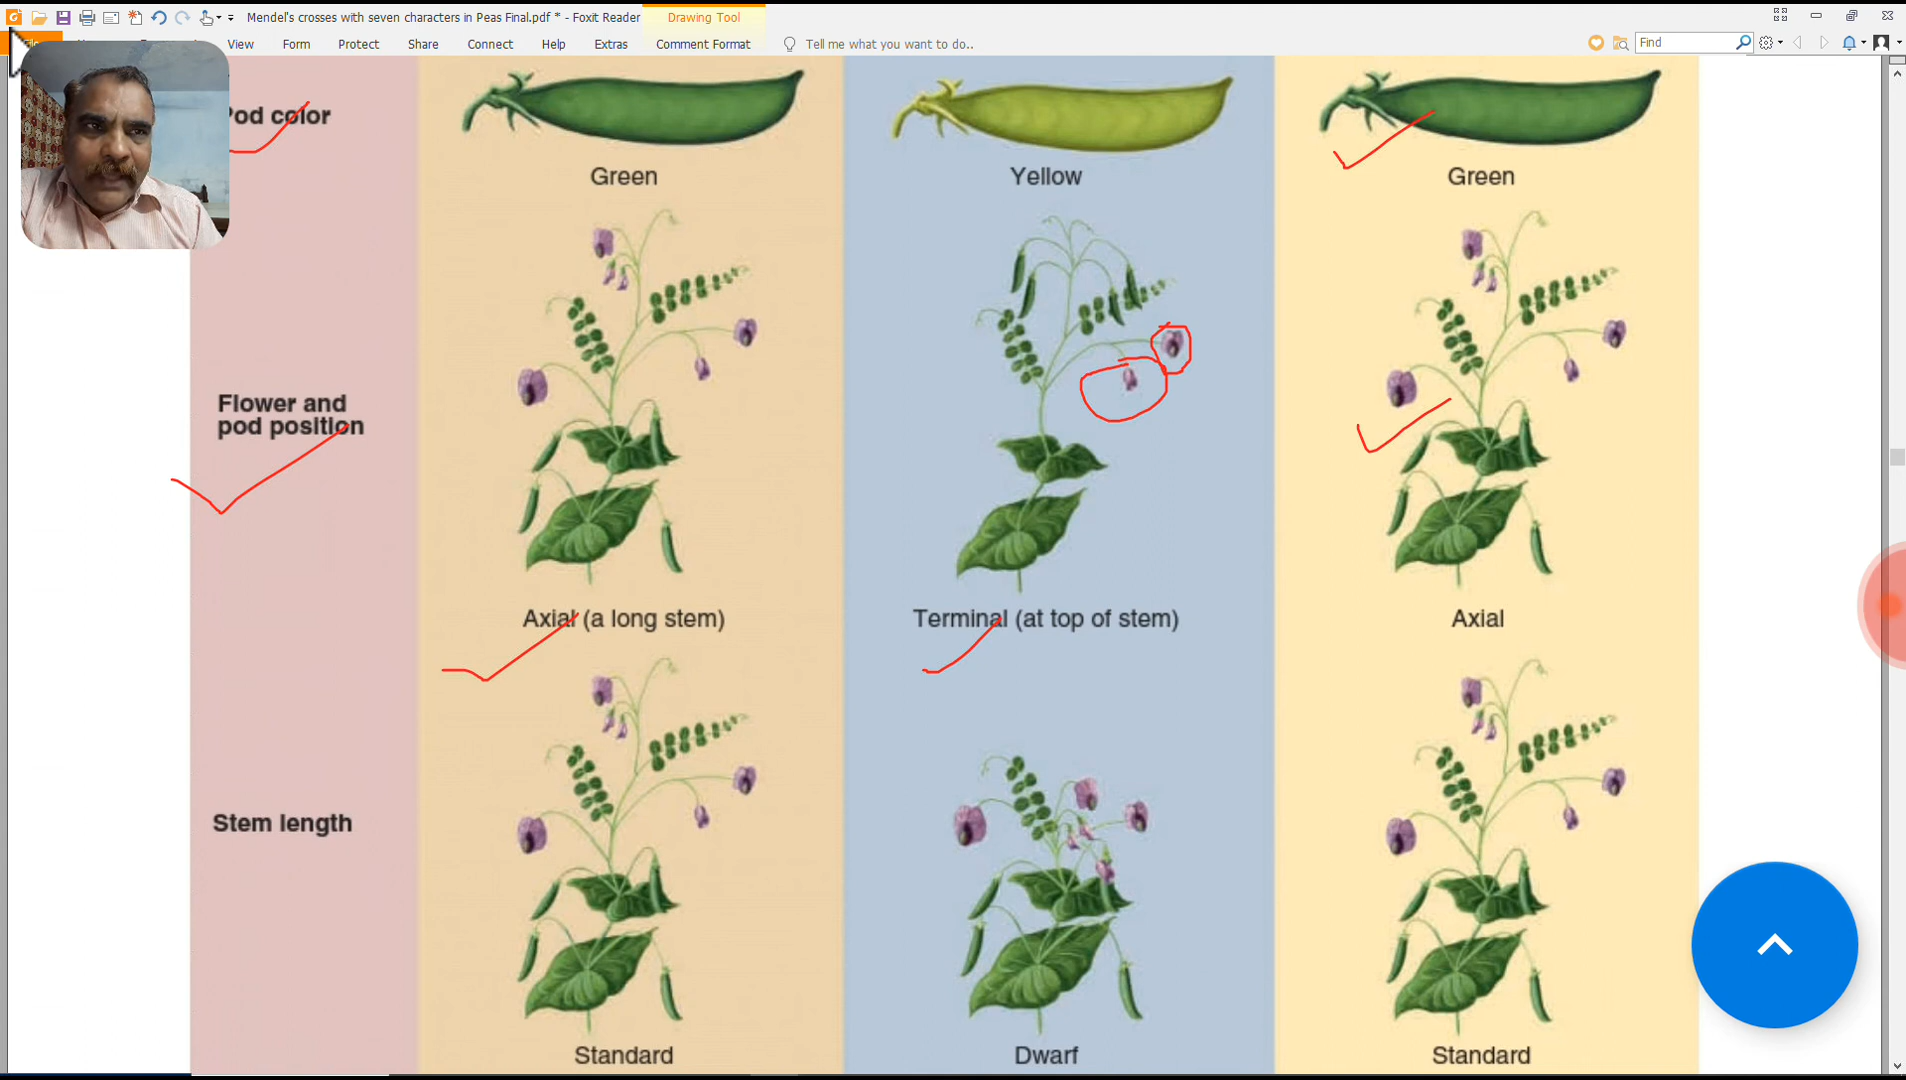 Mendel's crosses with seven characters in Peas Final.pdf * - Foxit Reader
Drawing Tool
View Form Protect Share Connect Help Extras Comment Format Tell me what you want to do.. Find
Pod color
Green Yellow Green
Flower and
pod position
Axial (a long stem) Terminal (at top of stem) Axial
Stem length
Standard Dwarf Standard